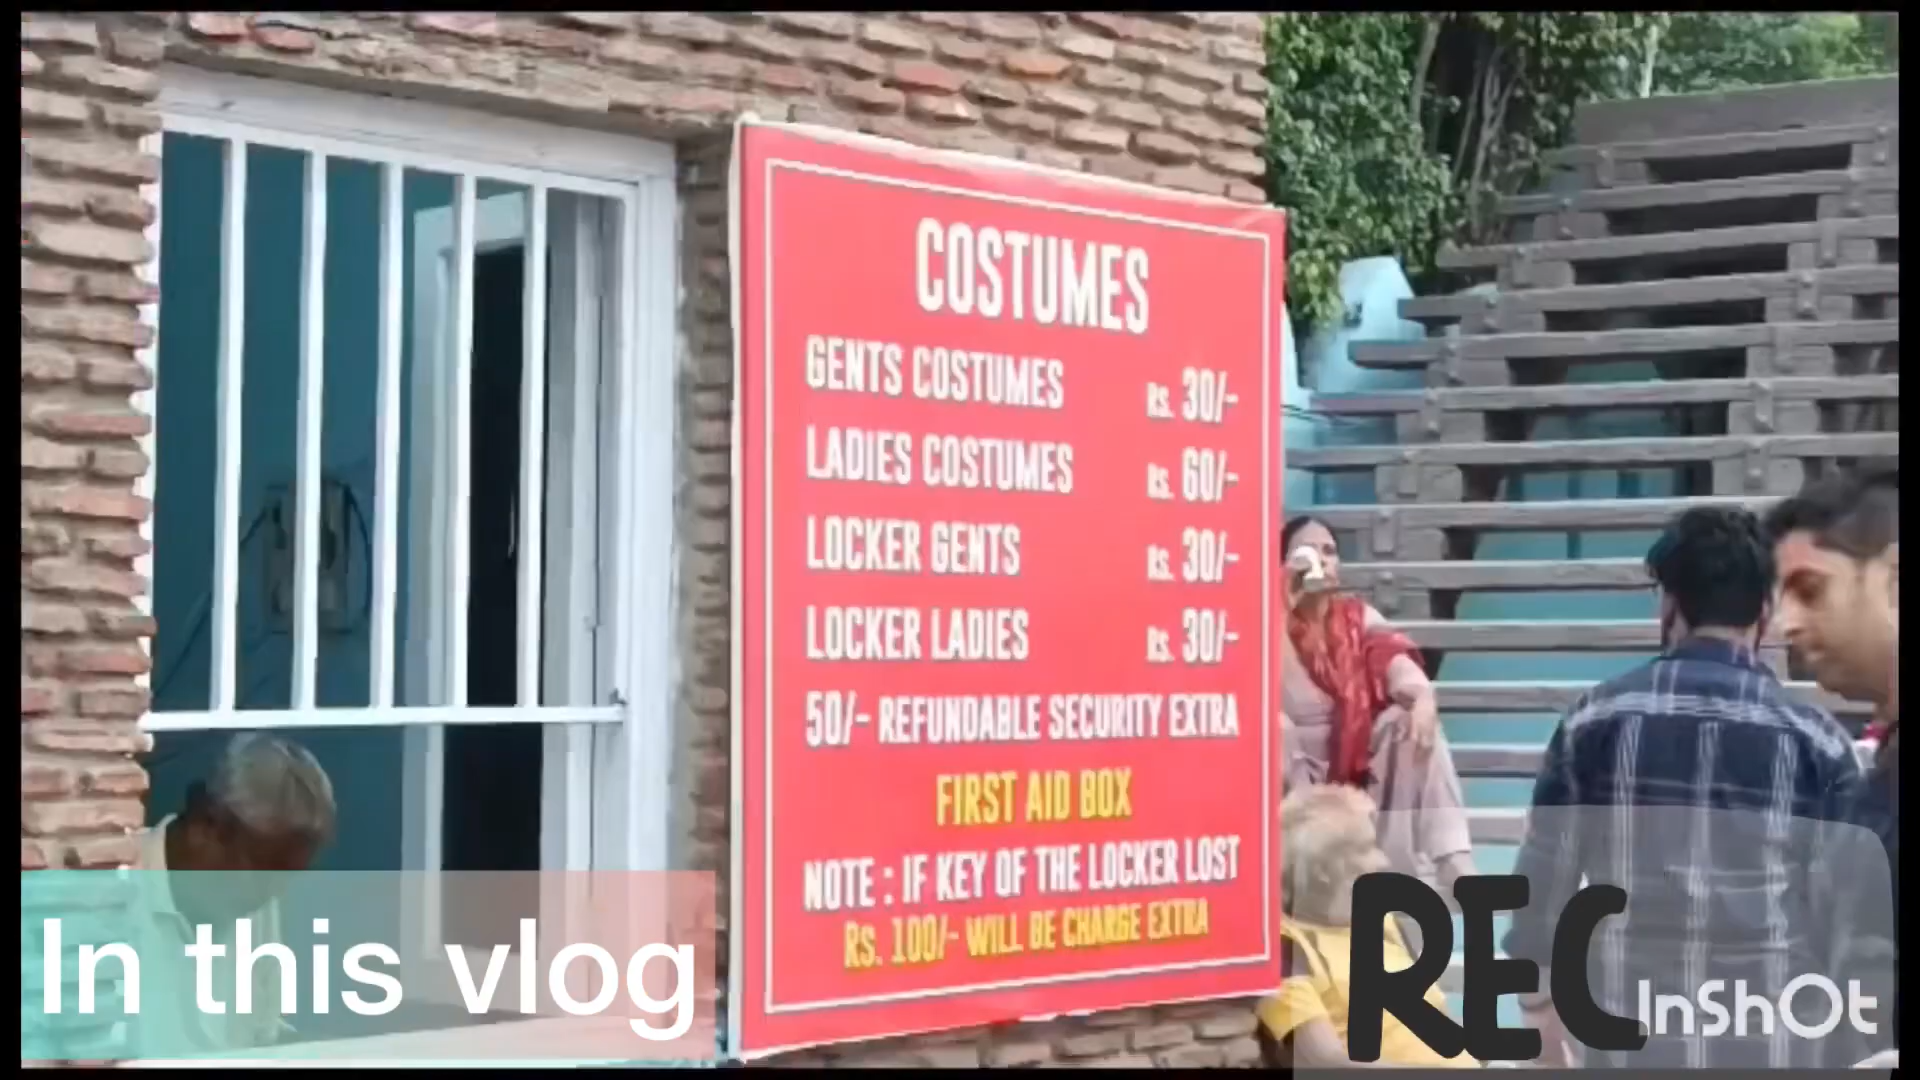 COSTUMES
GENTS COSTUMES Rs. 30/-
LADIES COSTUMES Rs. 60/-
LOCKER GENTS Rs. 30/-
LOCKER LADIES Rs. 30/-
50/- REFUNDABLE SECURITY EXTRA
FIRST AID BOX
NOTE : IF KEY OF THE LOCKER LOST
RS. 100/- WILL BE CHARGE EXTRA
In this vlog
REC
InShOt